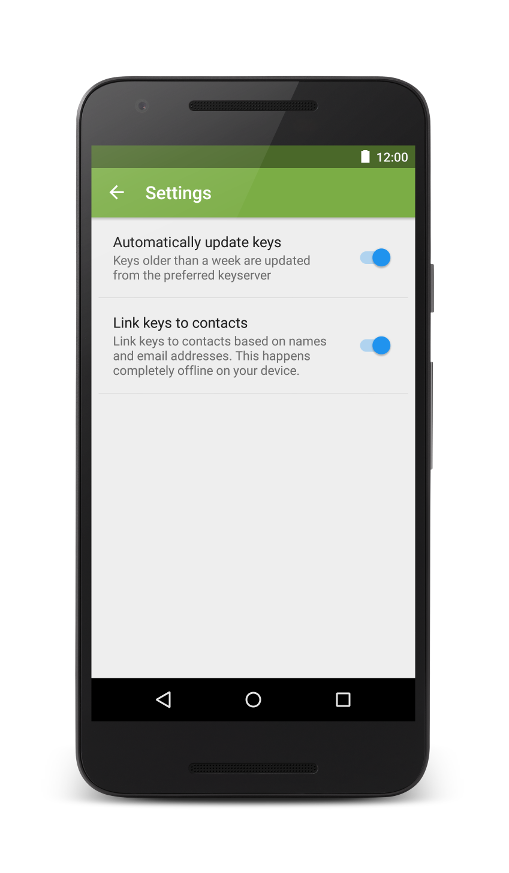 12:00
Settings
Automatically update keys
Keys older than a week are updated
from the preferred keyserver
Link keys to contacts
Link keys to contacts based on names
and email addresses. This happens
completely offline on your device.